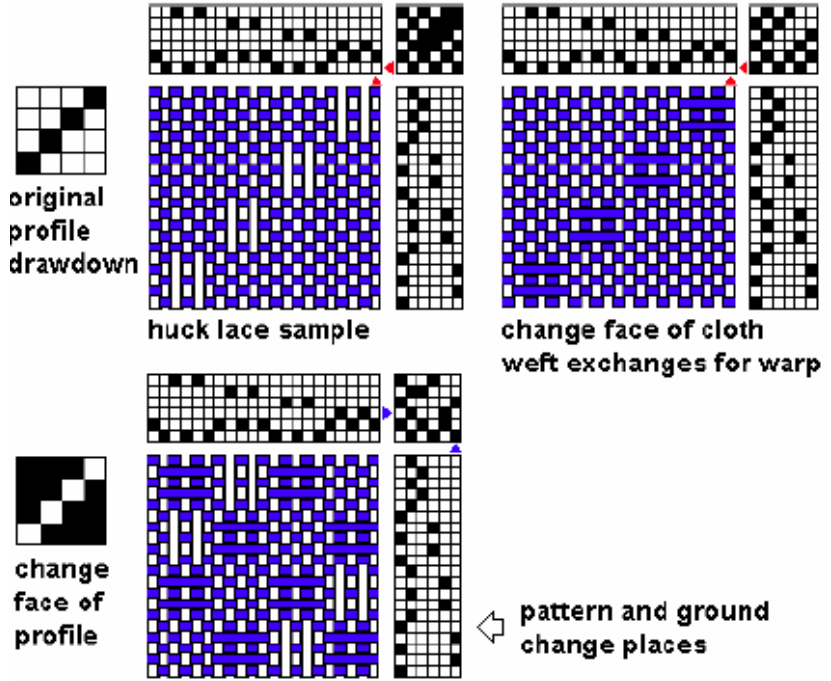 original
profile
drawdown
huck lace sample
change face of cloth
weft exchanges for warp
change
face of
profile
pattern and ground
change places